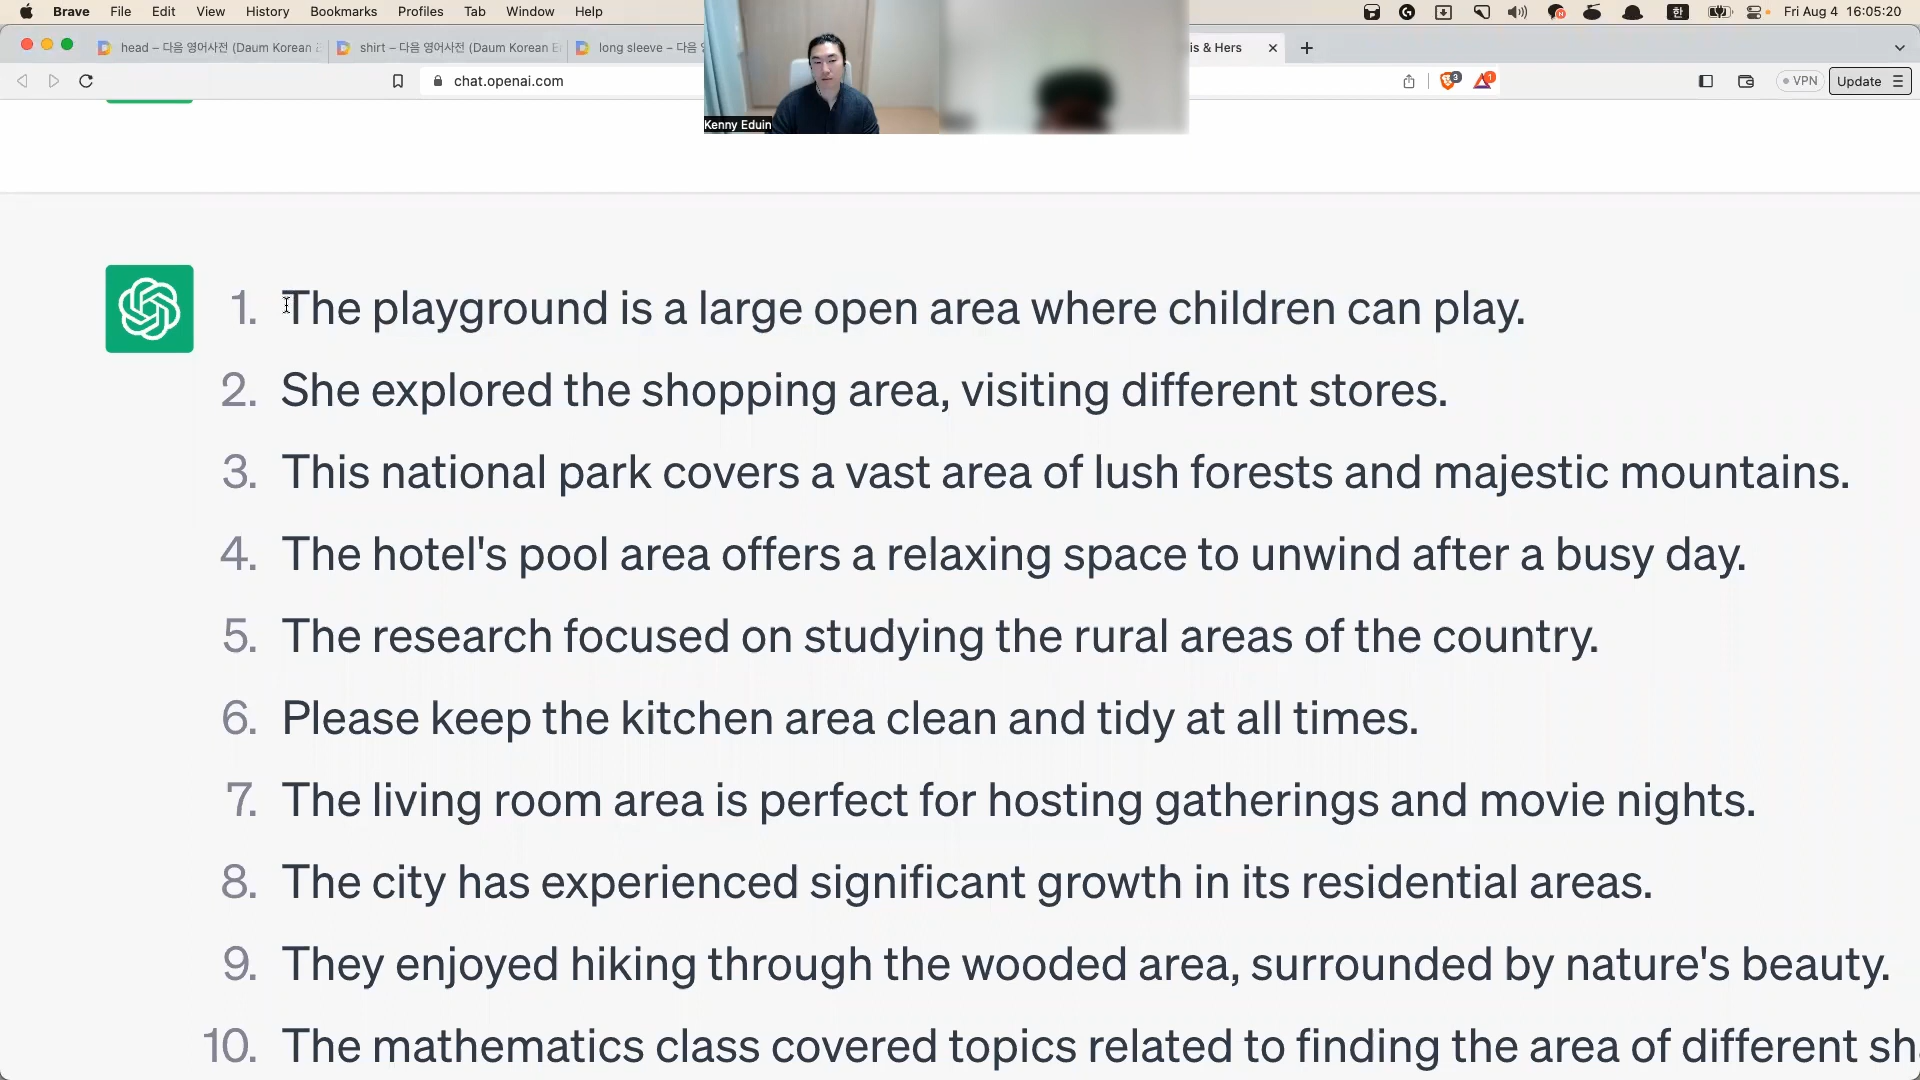 Brave File Edit View History Bookmarks Profiles Tab Window Help
한 Fri Aug 4 16:05:20
head – 다음 영어사전 (Daum Korean
shirt – 다음 영어사전 (Daum Korean E
long sleeve – 다음
is & Hers
chat.openai.com
3
1
VPN
Update
Kenny Eduin
1. The playground is a large open area where children can play.
2. She explored the shopping area, visiting different stores.
3. This national park covers a vast area of lush forests and majestic mountains.
4. The hotel's pool area offers a relaxing space to unwind after a busy day.
5. The research focused on studying the rural areas of the country.
6. Please keep the kitchen area clean and tidy at all times.
7. The living room area is perfect for hosting gatherings and movie nights.
8. The city has experienced significant growth in its residential areas.
9. They enjoyed hiking through the wooded area, surrounded by nature's beauty.
10. The mathematics class covered topics related to finding the area of different sh